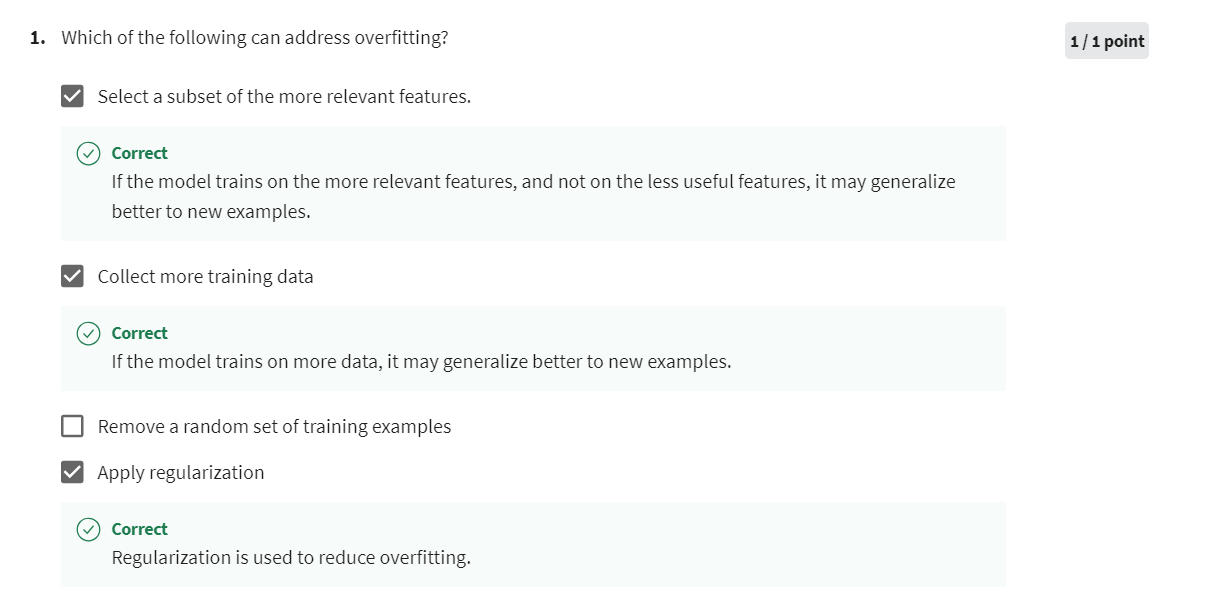 1. Which of the following can address overfitting?
1 / 1 point
Select a subset of the more relevant features.
Correct
If the model trains on the more relevant features, and not on the less useful features, it may generalize
better to new examples.
Collect more training data
Correct
If the model trains on more data, it may generalize better to new examples.
Remove a random set of training examples
Apply regularization
Correct
Regularization is used to reduce overfitting.